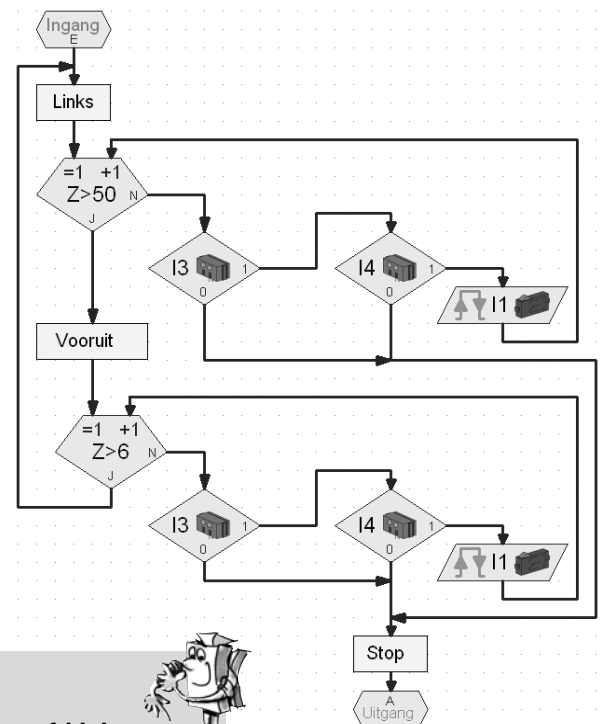 Ingang
E
Links
=1 +1
Z>50
N
J
I3
1
0
I4
1
0
I1
Vooruit
=1 +1
Z>6
N
J
I3
1
0
I4
1
0
I1
Stop
A
Uitgang